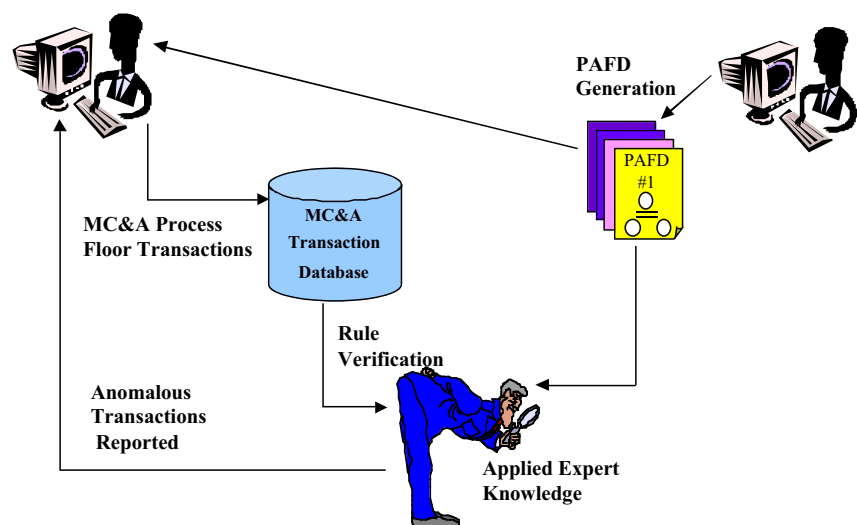 PAFD
Generation
PAFD
#1
MC&A Process
Floor Transactions
MC&A
Transaction
Database
Rule
Verification
Anomalous
Transactions
Reported
Applied Expert
Knowledge